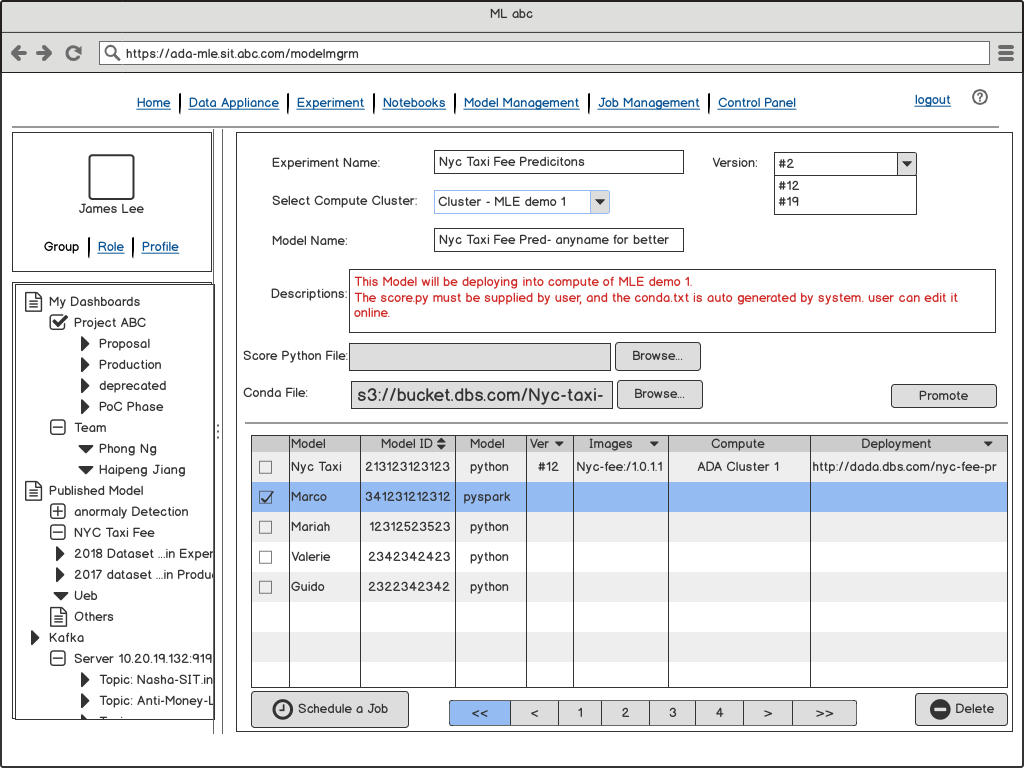 ML abc
https://ada-mle.sit.abc.com/modelmgrm
Home Data Appliance Experiment Notebooks Model Management Job Management Control Panel logout ?
James Lee
Group Role Profile
My Dashboards
Project ABC
Proposal
Production
deprecated
PoC Phase
Team
Phong Ng
Haipeng Jiang
Published Model
anormaly Detection
NYC Taxi Fee
2018 Dataset ...in Exper
2017 dataset ...in Produ
Ueb
Others
Kafka
Server 10.20.19.132:919
Topic: Nasha-SIT.in
Topic: Anti-Money-L
Experiment Name: Nyc Taxi Fee Predicitons Version: #2
#12
#19
Select Compute Cluster: Cluster - MLE demo 1
Model Name: Nyc Taxi Fee Pred- anyname for better
Descriptions: This Model will be deploying into compute of MLE demo 1.
The score.py must be supplied by user, and the conda.txt is auto generated by system. user can edit it
online.
Score Python File: Browse...
Conda File: s3://bucket.dbs.com/Nyc-taxi- Browse... Promote
Model Model ID Model Ver Images Compute Deployment
Nyc Taxi 213123123123 python #12 Nyc-fee:/1.0.1.1 ADA Cluster 1 http://dada.dbs.com/nyc-fee-pr
Marco 341231212312 pyspark
Mariah 12312523523 python
Valerie 2342342423 python
Guido 2322342342 python
Schedule a Job << < 1 2 3 4 > >> Delete